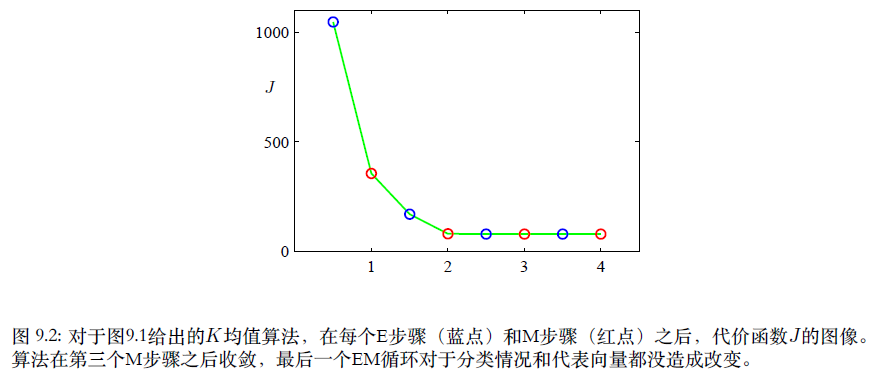 1000
J
500
0
1 2 3 4
图 9.2: 对于图9.1给出的K均值算法，在每个E步骤（蓝点）和M步骤（红点）之后，代价函数J的图像。
算法在第三个M步骤之后收敛，最后一个EM循环对于分类情况和代表向量都没造成改变。